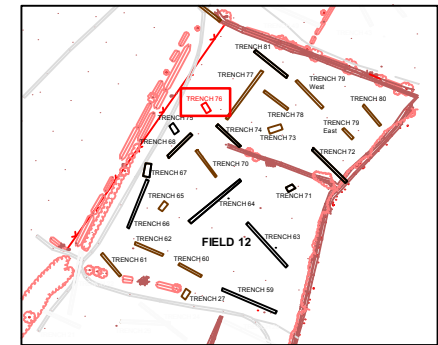 TRENCH 81
TRENCH 77
TRENCH 79
West
TRENCH 76
TRENCH 80
TRENCH 78
TRENCH 75
TRENCH 74
TRENCH 79
East
TRENCH 73
TRENCH 68
TRENCH 72
TRENCH 70
TRENCH 67
TRENCH 65
TRENCH 71
TRENCH 64
TRENCH 66
TRENCH 63
TRENCH 62
FIELD 12
TRENCH 61
TRENCH 60
TRENCH 59
TRENCH 27